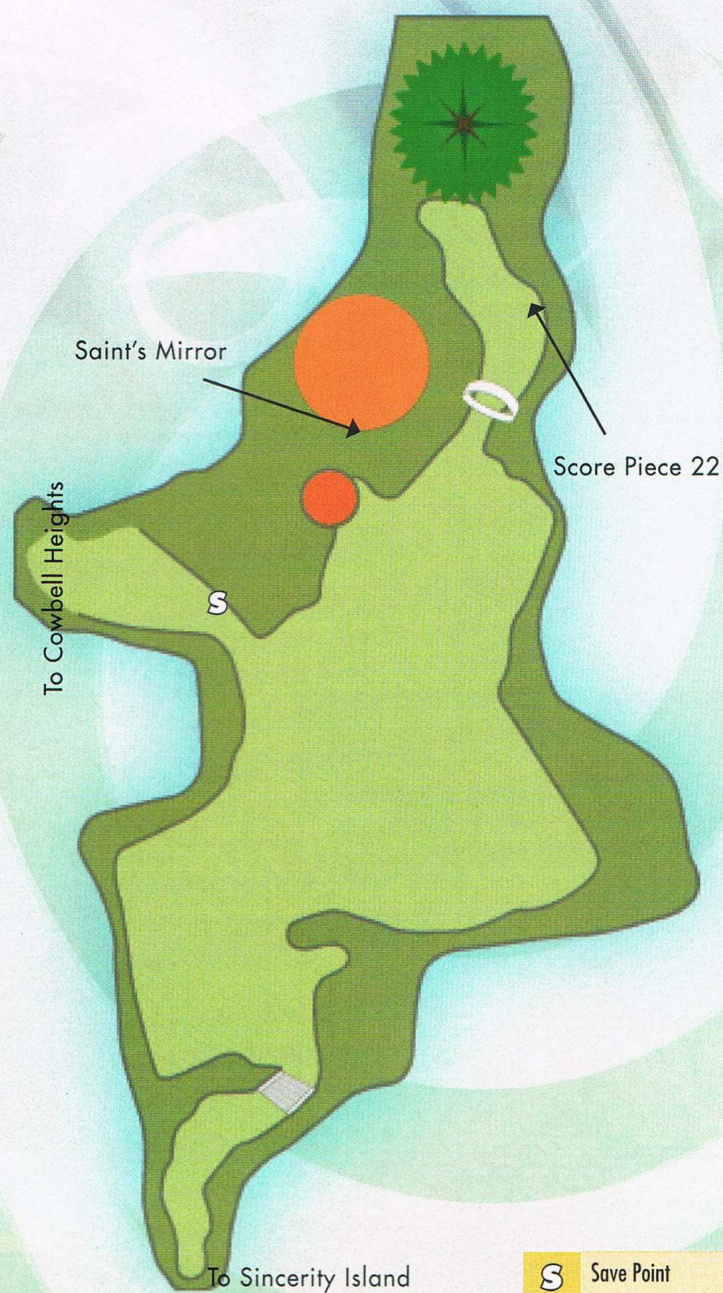 Saint's Mirror
Score Piece 22
To Cowbell Heights
S
To Sincerity Island
S Save Point